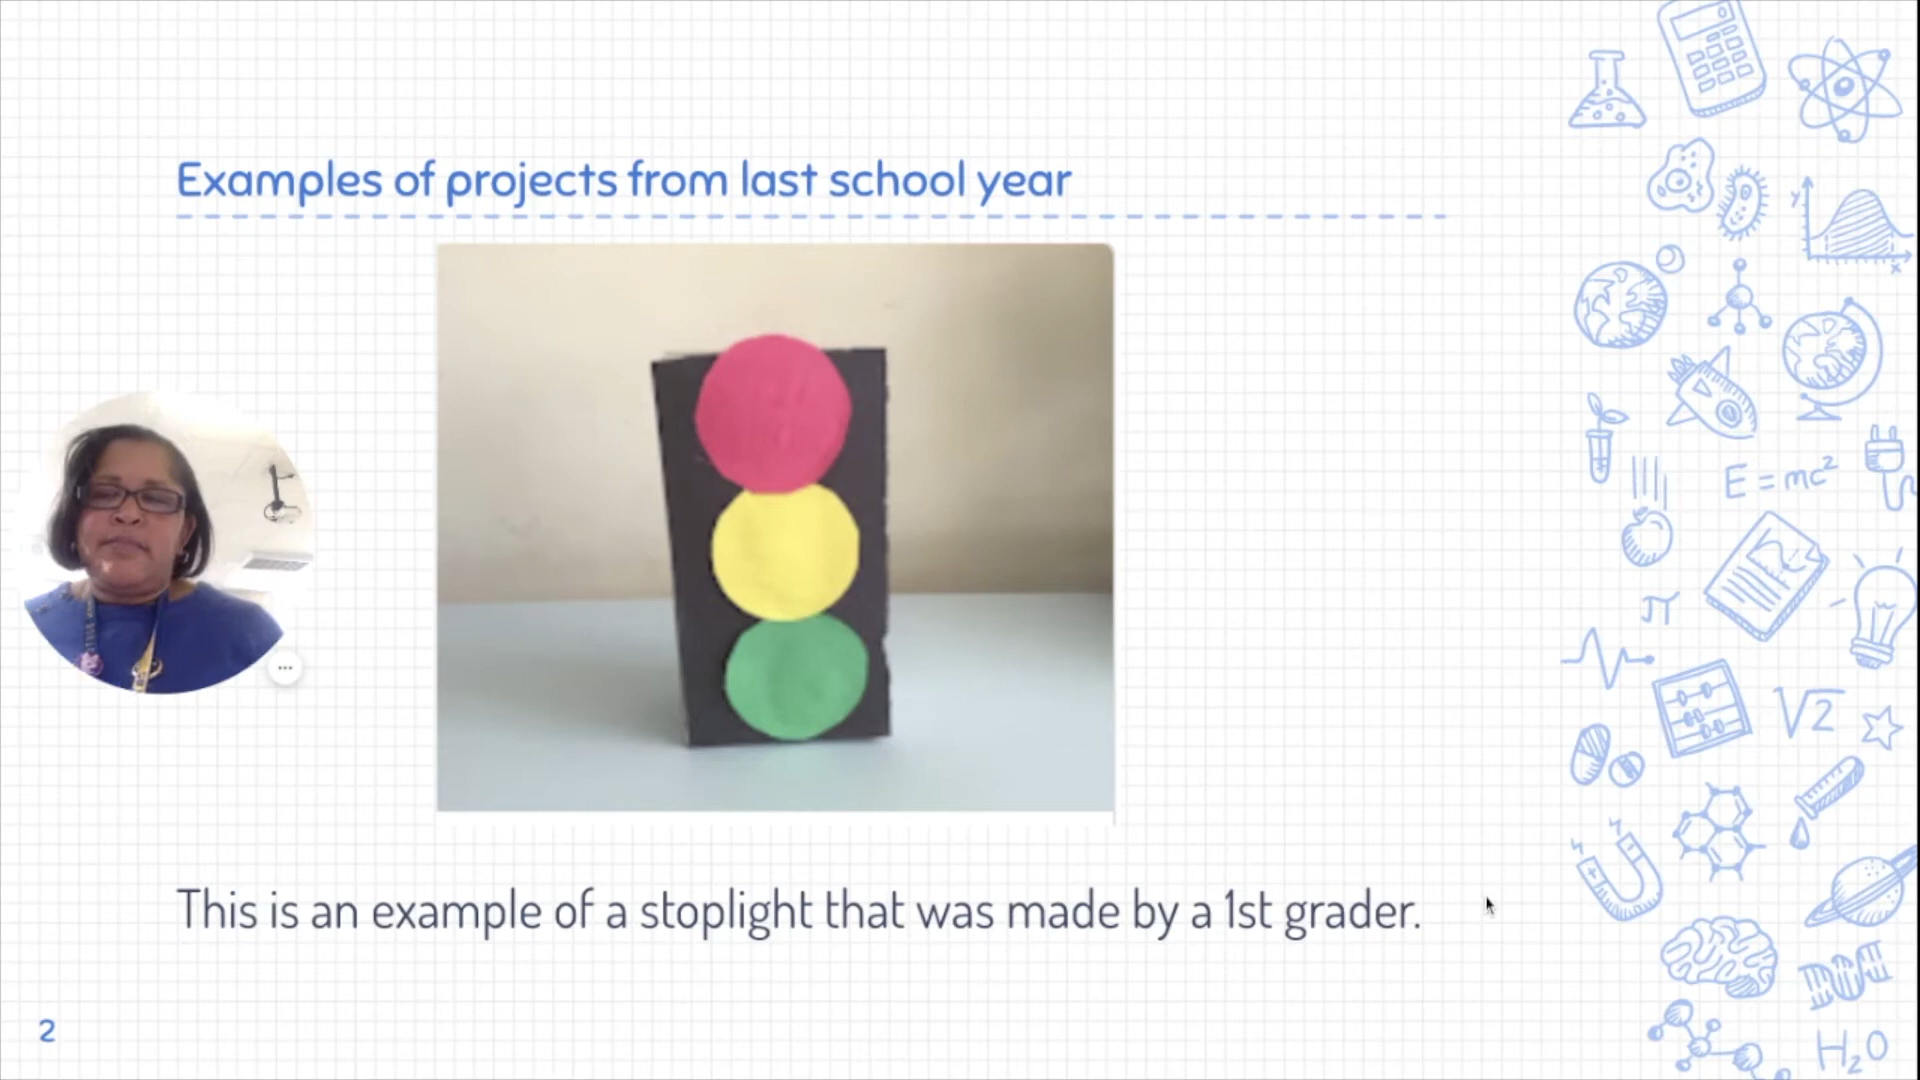 Examples of projects from last school year
This is an example of a stoplight that was made by a 1st grader.
2
y
x
E=mc²
π
√2
H₂O